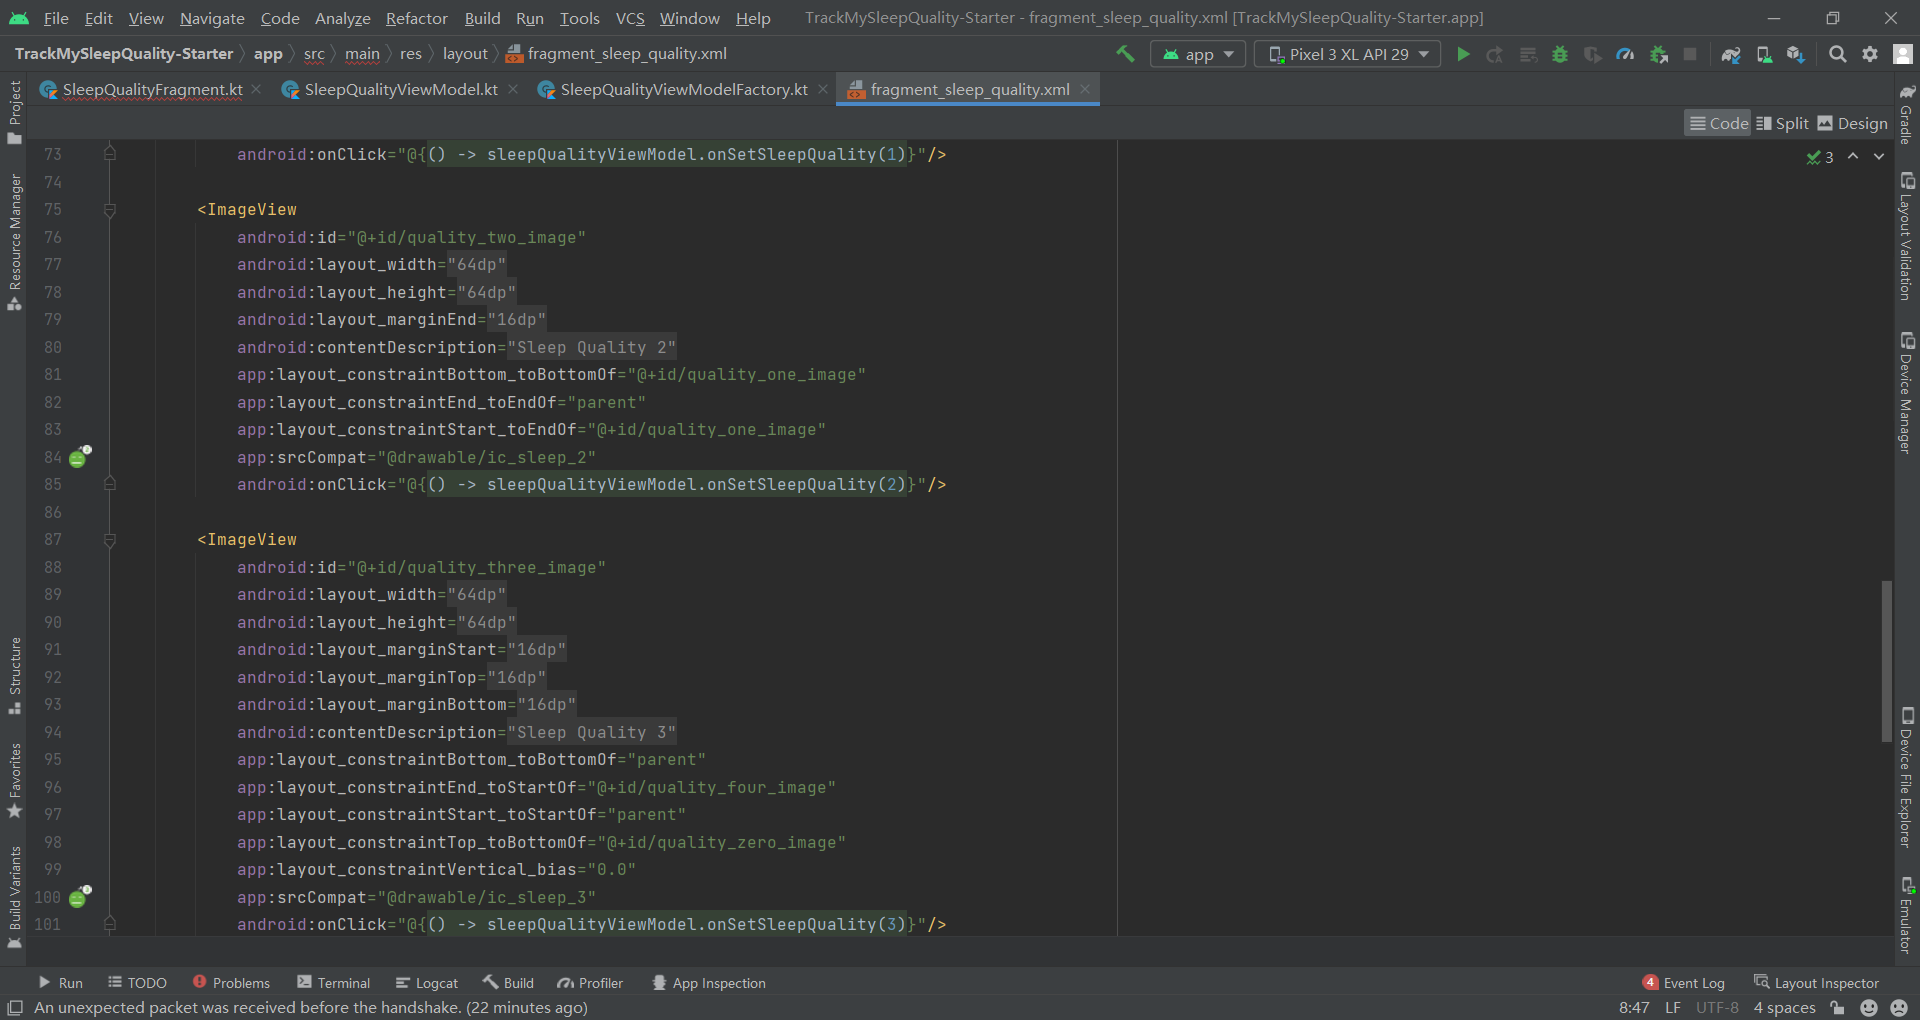 File Edit View Navigate Code Analyze Refactor Build Run Tools VCS Window Help TrackMySleepQuality-Starter - fragment_sleep_quality.xml [TrackMySleepQuality-Starter.app]
TrackMySleepQuality-Starter app src main res layout fragment_sleep_quality.xml app Pixel 3 XL API 29
SleepQualityFragment.kt SleepQualityViewModel.kt SleepQualityViewModelFactory.kt fragment_sleep_quality.xml
Code Split Design
3
73 android:onClick="@{() -> sleepQualityViewModel.onSetSleepQuality(1)}"/>
74
75 <ImageView
76 android:id="@+id/quality_two_image"
77 android:layout_width="64dp"
78 android:layout_height="64dp"
79 android:layout_marginEnd="16dp"
80 android:contentDescription="Sleep Quality 2"
81 app:layout_constraintBottom_toBottomOf="@+id/quality_one_image"
82 app:layout_constraintEnd_toEndOf="parent"
83 app:layout_constraintStart_toEndOf="@+id/quality_one_image"
84 app:srcCompat="@drawable/ic_sleep_2"
85 android:onClick="@{() -> sleepQualityViewModel.onSetSleepQuality(2)}"/>
86
87 <ImageView
88 android:id="@+id/quality_three_image"
89 android:layout_width="64dp"
90 android:layout_height="64dp"
91 android:layout_marginStart="16dp"
92 android:layout_marginTop="16dp"
93 android:layout_marginBottom="16dp"
94 android:contentDescription="Sleep Quality 3"
95 app:layout_constraintBottom_toBottomOf="parent"
96 app:layout_constraintEnd_toStartOf="@+id/quality_four_image"
97 app:layout_constraintStart_toStartOf="parent"
98 app:layout_constraintTop_toBottomOf="@+id/quality_zero_image"
99 app:layout_constraintVertical_bias="0.0"
100 app:srcCompat="@drawable/ic_sleep_3"
101 android:onClick="@{() -> sleepQualityViewModel.onSetSleepQuality(3)}"/>
Project
Resource Manager
Structure
Favorites
Build Variants
Gradle
Layout Validation
Device Manager
Device File Explorer
Emulator
Run TODO Problems Terminal Logcat Build Profiler App Inspection 4 Event Log Layout Inspector
An unexpected packet was received before the handshake. (22 minutes ago) 8:47 LF UTF-8 4 spaces